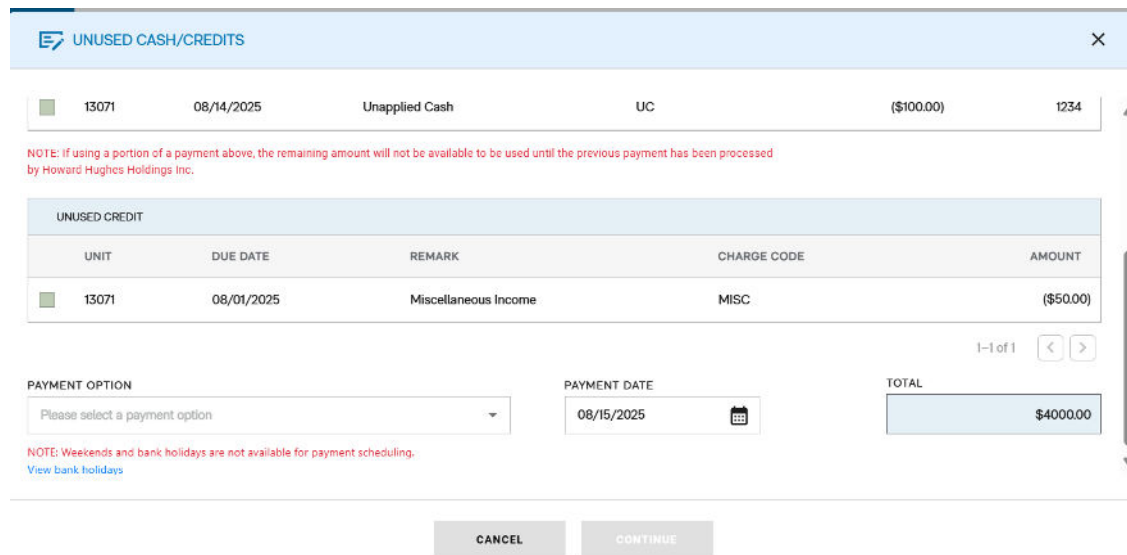 UNUSED CASH/CREDITS
13071 08/14/2025 Unapplied Cash UC ($100.00) 1234
NOTE: If using a portion of a payment above, the remaining amount will not be available to be used until the previous payment has been processed
by Howard Hughes Holdings Inc.
UNUSED CREDIT
UNIT DUE DATE REMARK CHARGE CODE AMOUNT
13071 08/01/2025 Miscellaneous Income MISC ($50.00)
1–1 of 1
PAYMENT OPTION PAYMENT DATE TOTAL
Please select a payment option 08/15/2025 $4000.00
NOTE: Weekends and bank holidays are not available for payment scheduling.
View bank holidays
CANCEL CONTINUE